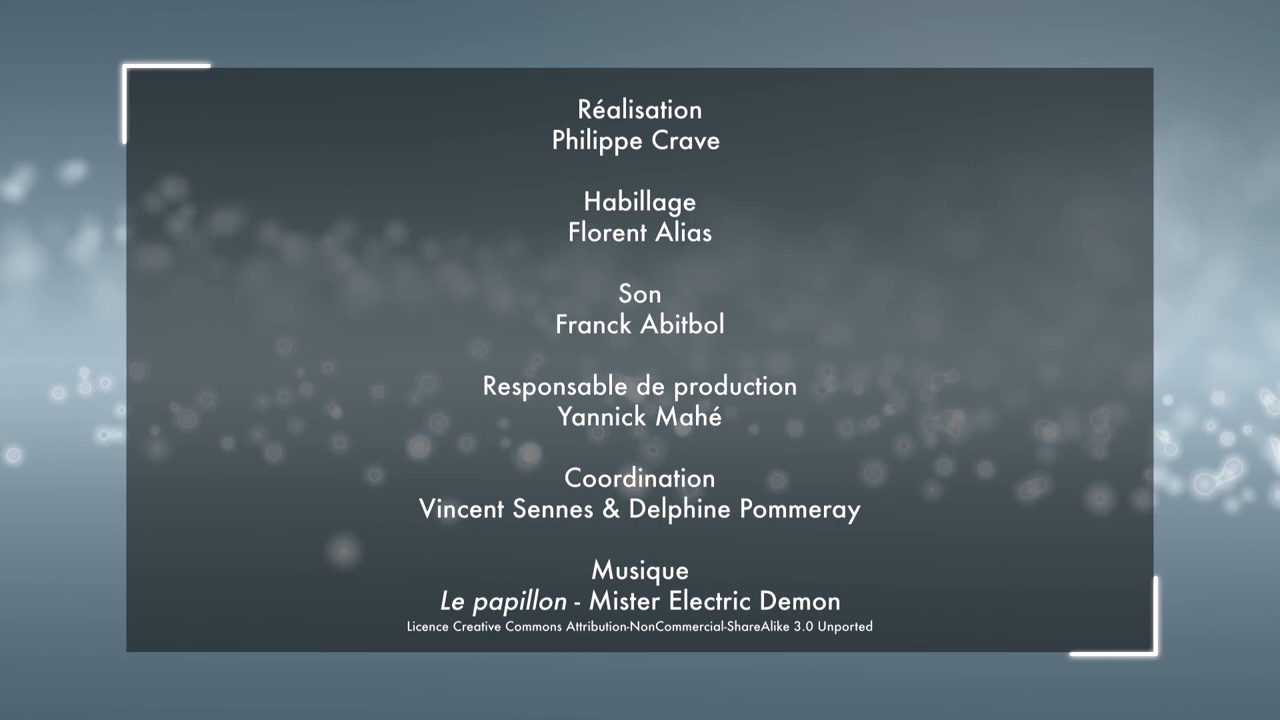 Réalisation
Philippe Crave
Habillage
Florent Alias
Son
Franck Abitbol
Responsable de production
Yannick Mahé
Coordination
Vincent Sennes & Delphine Pommeray
Musique
Le papillon - Mister Electric Demon
Licence Creative Commons Attribution-NonCommercial-ShareAlike 3.0 Unported